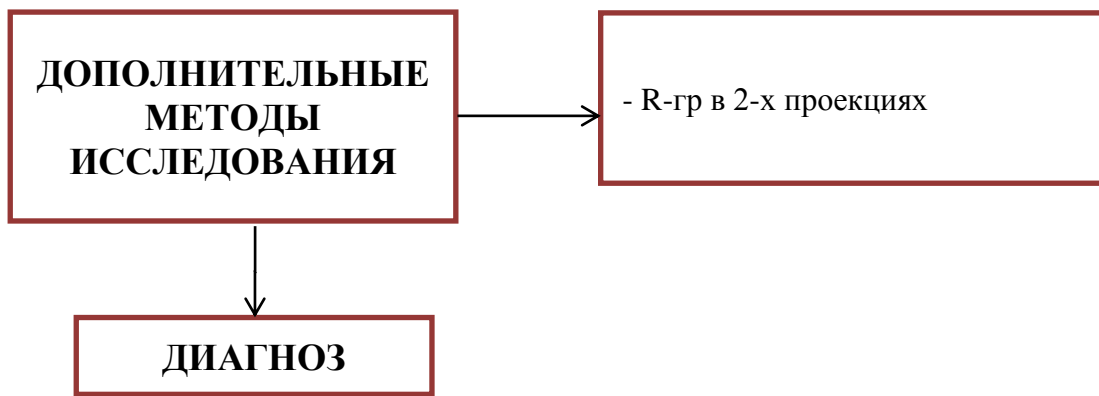 ДОПОЛНИТЕЛЬНЫЕ
МЕТОДЫ
ИССЛЕДОВАНИЯ
- R-гр в 2-х проекциях
ДИАГНОЗ